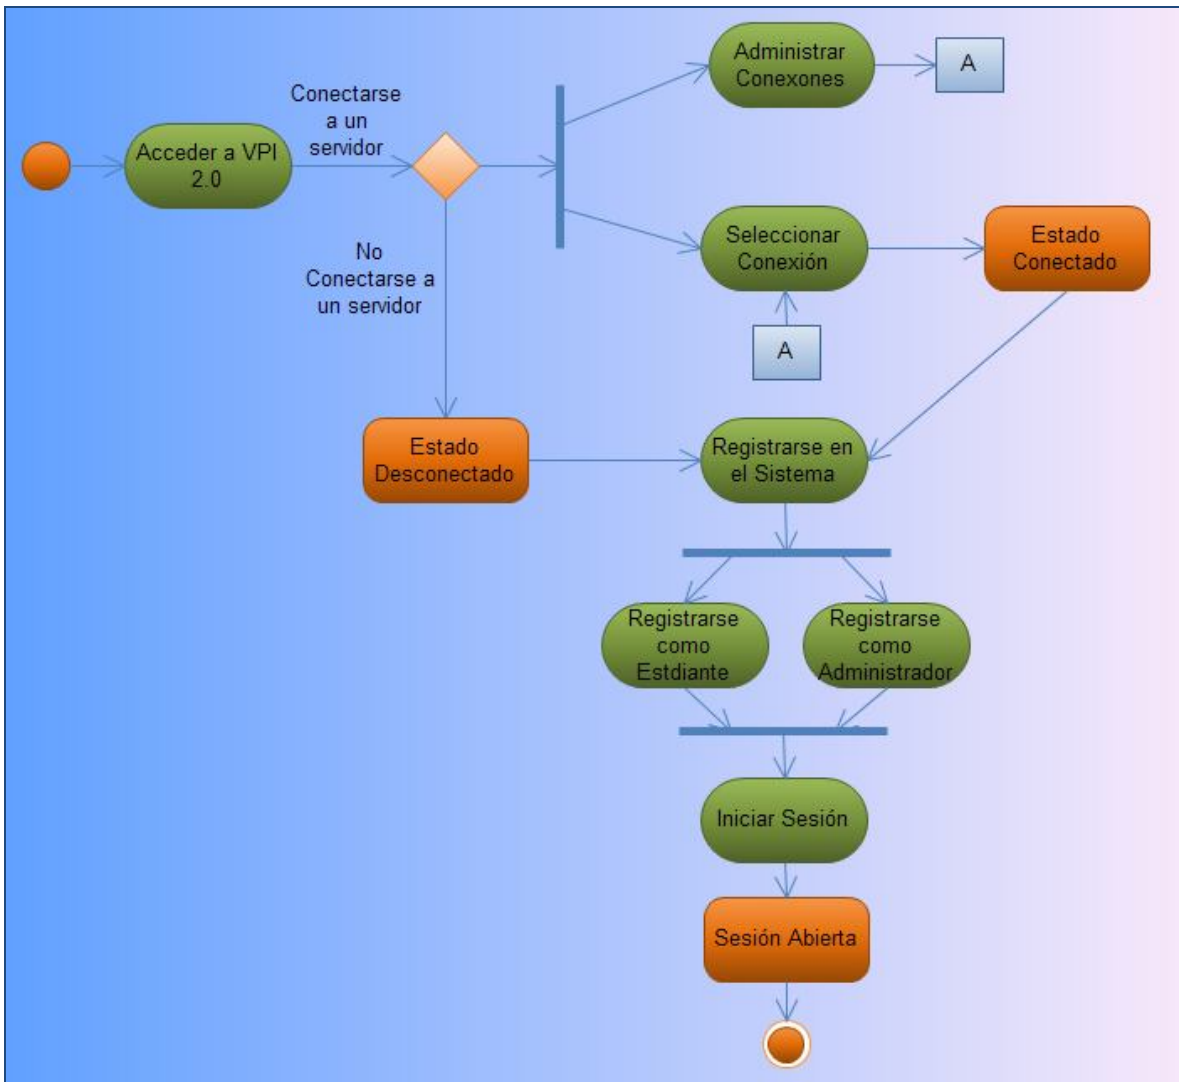 Administrar
Conexones
A
Conectarse
a un
servidor
Acceder a VPI
2.0
Seleccionar
Conexión
Estado
Conectado
No
Conectarse a
un servidor
A
Estado
Desconectado
Registrarse en
el Sistema
Registrarse
como
Estdiante
Registrarse
como
Administrador
Iniciar Sesión
Sesión Abierta